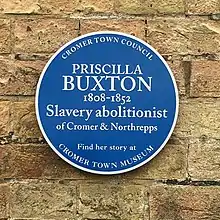 CROMER TOWN COUNCIL
PRISCILLA
BUXTON
1808-1852
Slavery abolitionist
of Cromer & Northrepps
Find her story at
CROMER TOWN MUSEUM